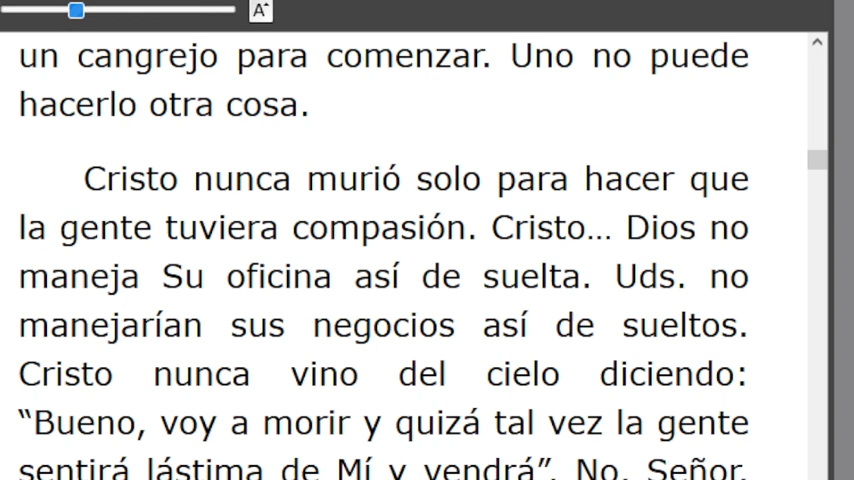 A
un cangrejo para comenzar. Uno no puede
hacerlo otra cosa.
Cristo nunca murió solo para hacer que
la gente tuviera compasión. Cristo… Dios no
maneja Su oficina así de suelta. Uds. no
manejarían sus negocios así de sueltos.
Cristo nunca vino del cielo diciendo:
“Bueno, voy a morir y quizá tal vez la gente
sentirá lástima de Mí y vendrá”. No, Señor.